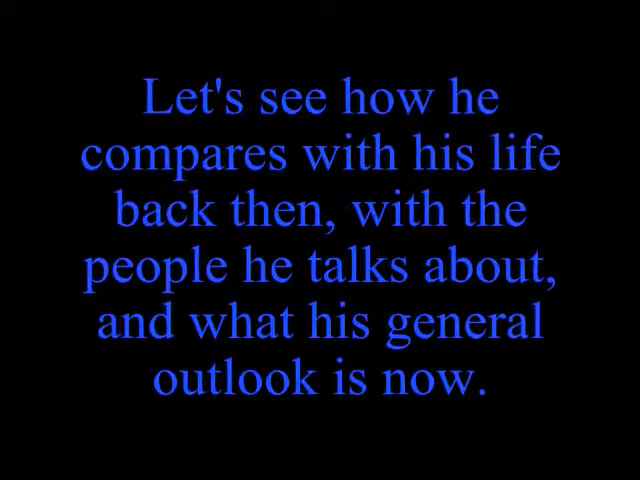 Let's see how he
compares with his life
back then, with the
people he talks about,
and what his general
outlook is now.